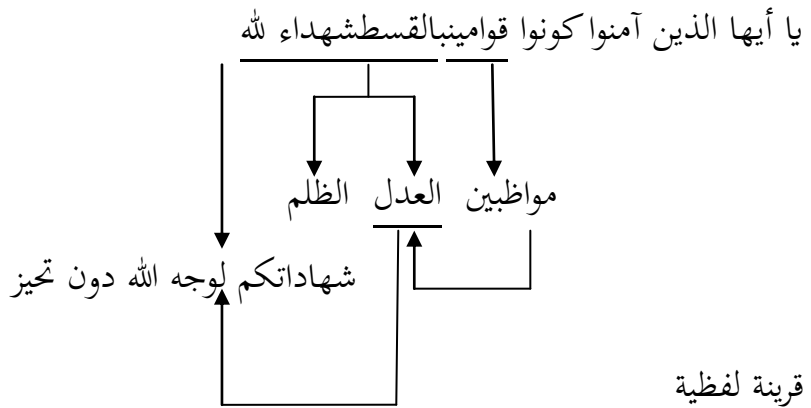 يا أيها الذين آمنوا كونوا قوامينبالقسطشهداء لله
مواظبين العدل الظلم
شهاداتكم لوجه الله دون تحيز
قرينة لفظية